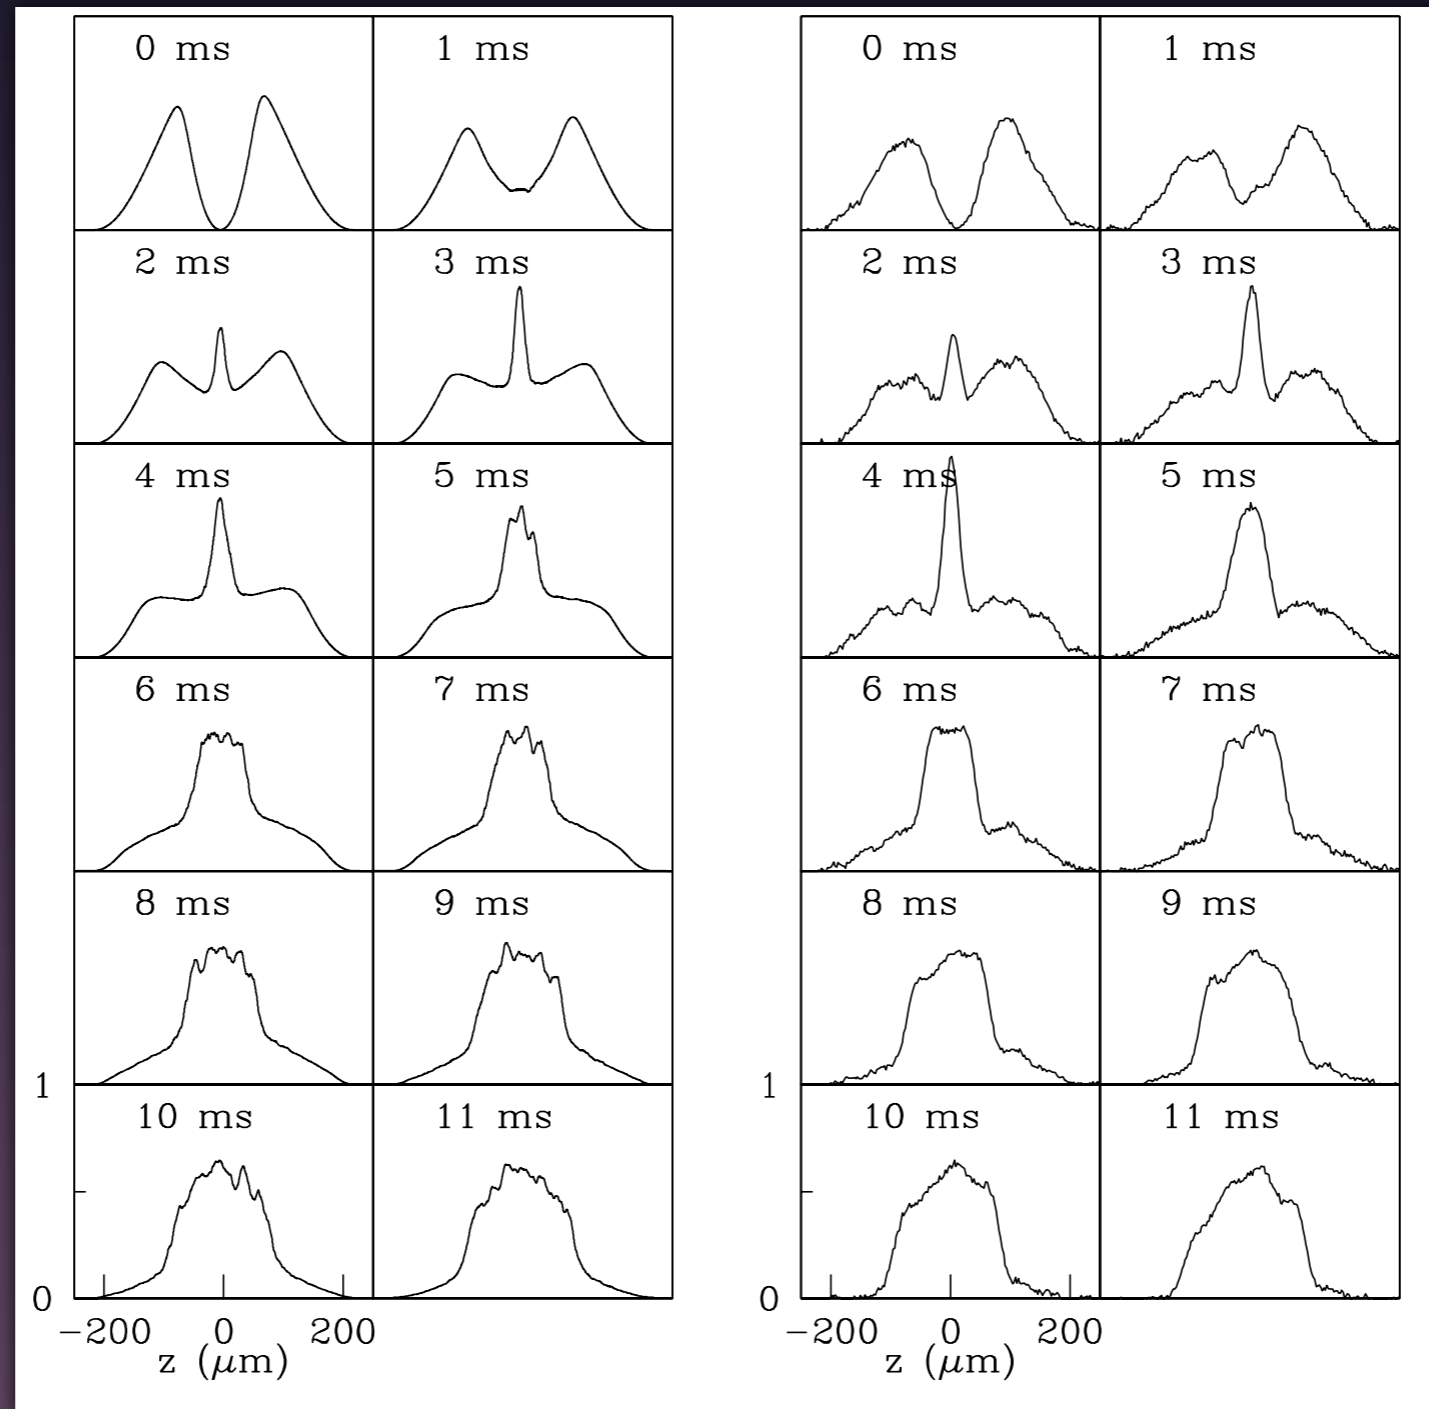 0 ms 1 ms 0 ms 1 ms
2 ms 3 ms 2 ms 3 ms
4 ms 5 ms 4 ms 5 ms
6 ms 7 ms 6 ms 7 ms
8 ms 9 ms 8 ms 9 ms
1 1
10 ms 11 ms 10 ms 11 ms
0 0
−200 0 200 −200 0 200
z (μm) z (μm)